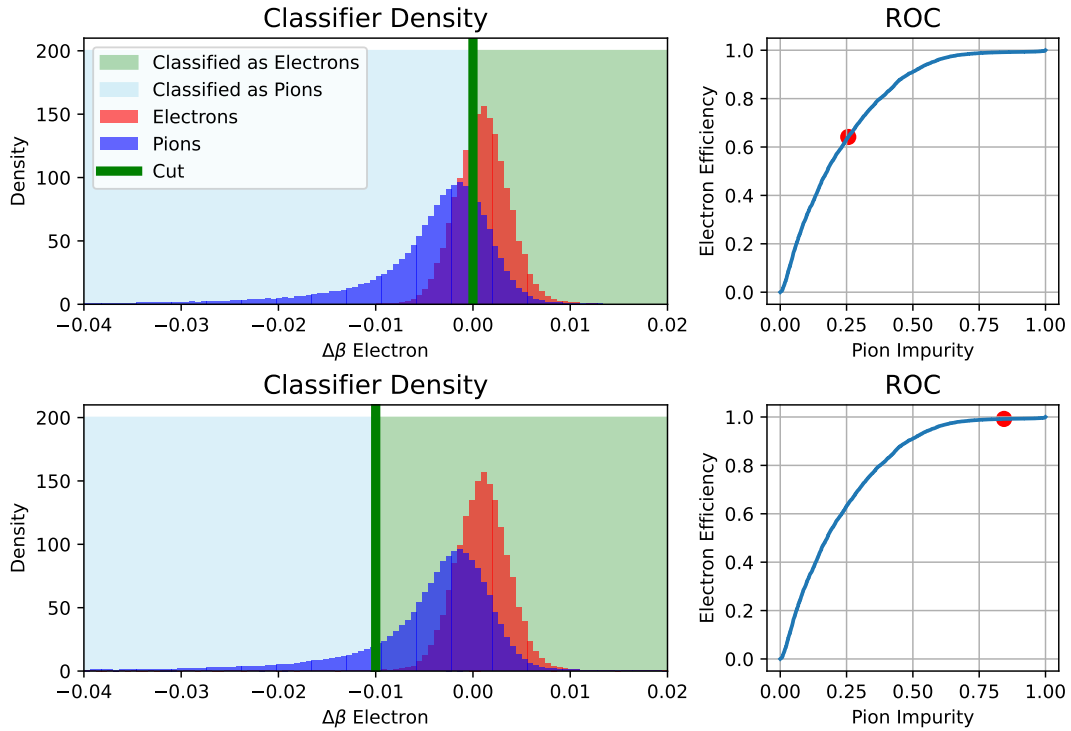 Classifier Density
200
150
100
50
0
Density
Classified as Electrons
Classified as Pions
Electrons
Pions
Cut
−0.04 −0.03 −0.02 −0.01 0.00 0.01 0.02
Δβ Electron
ROC
1.0
0.8
0.6
0.4
0.2
0.0
Electron Efficiency
0.00 0.25 0.50 0.75 1.00
Pion Impurity
Classifier Density
200
150
100
50
0
Density
−0.04 −0.03 −0.02 −0.01 0.00 0.01 0.02
Δβ Electron
ROC
1.0
0.8
0.6
0.4
0.2
0.0
Electron Efficiency
0.00 0.25 0.50 0.75 1.00
Pion Impurity